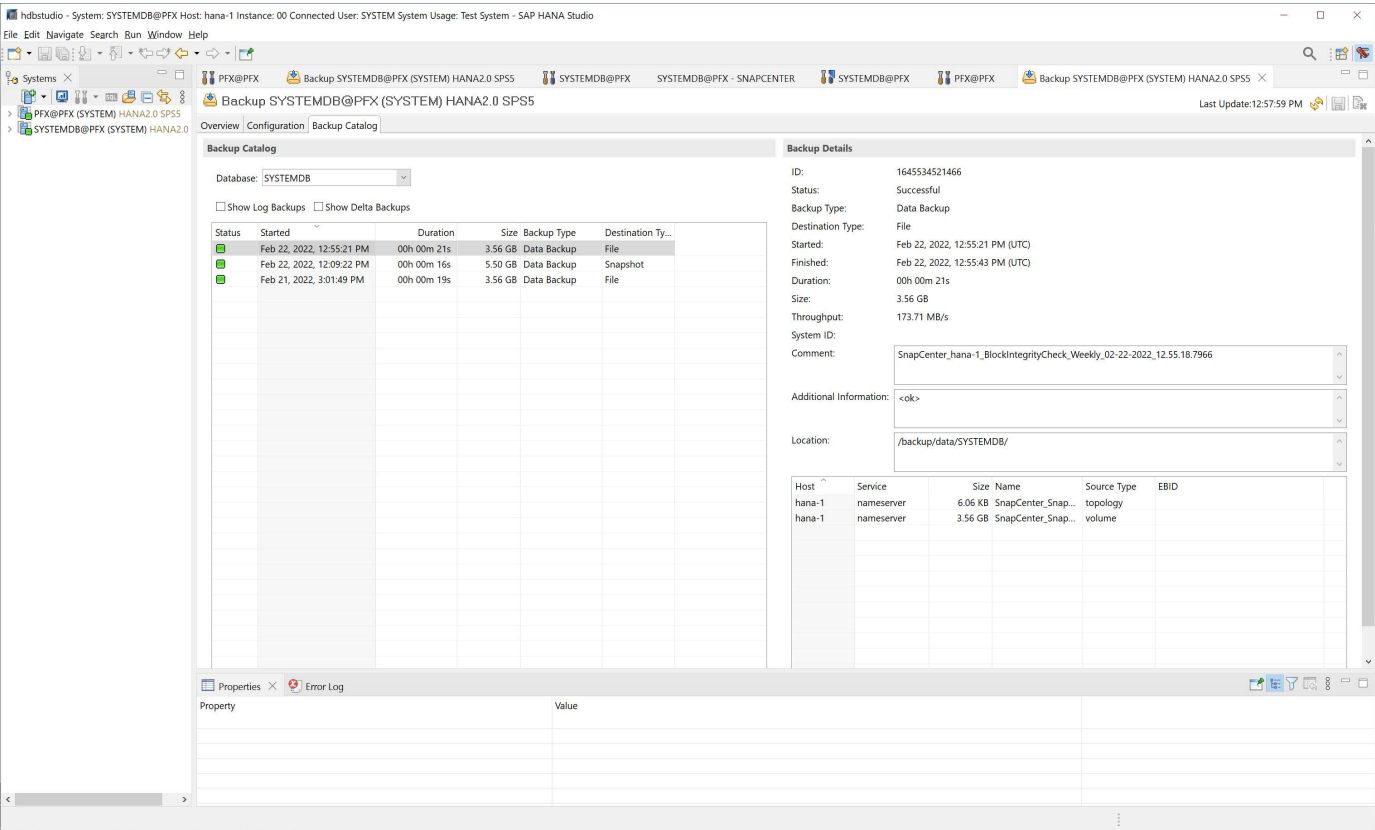 hdbstudio - System: SYSTEMDB@PFX Host: hana-1 Instance: 00 Connected User: SYSTEM System Usage: Test System - SAP HANA Studio
File Edit Navigate Search Run Window Help
Systems
PFX@PFX (SYSTEM) HANA2.0 SPS5
SYSTEMDB@PFX (SYSTEM) HANA2.0
PFX@PFX Backup SYSTEMDB@PFX (SYSTEM) HANA2.0 SPS5 SYSTEMDB@PFX SYSTEMDB@PFX - SNAPCENTER SYSTEMDB@PFX PFX@PFX Backup SYSTEMDB@PFX (SYSTEM) HANA2.0 SPS5
Backup SYSTEMDB@PFX (SYSTEM) HANA2.0 SPS5
Last Update:12:57:59 PM
Overview Configuration Backup Catalog
Backup Catalog
Database: SYSTEMDB
Show Log Backups Show Delta Backups
Status Started Duration Size Backup Type Destination Ty...
Feb 22, 2022, 12:55:21 PM 00h 00m 21s 3.56 GB Data Backup File
Feb 22, 2022, 12:09:22 PM 00h 00m 16s 5.50 GB Data Backup Snapshot
Feb 21, 2022, 3:01:49 PM 00h 00m 19s 3.56 GB Data Backup File
Backup Details
ID: 1645534521466
Status: Successful
Backup Type: Data Backup
Destination Type: File
Started: Feb 22, 2022, 12:55:21 PM (UTC)
Finished: Feb 22, 2022, 12:55:43 PM (UTC)
Duration: 00h 00m 21s
Size: 3.56 GB
Throughput: 173.71 MB/s
System ID:
Comment: SnapCenter_hana-1_BlockIntegrityCheck_Weekly_02-22-2022_12.55.18.7966
Additional Information: <ok>
Location: /backup/data/SYSTEMDB/
Host Service Size Name Source Type EBID
hana-1 nameserver 6.06 KB SnapCenter_Snap... topology
hana-1 nameserver 3.56 GB SnapCenter_Snap... volume
Properties Error Log
Property Value